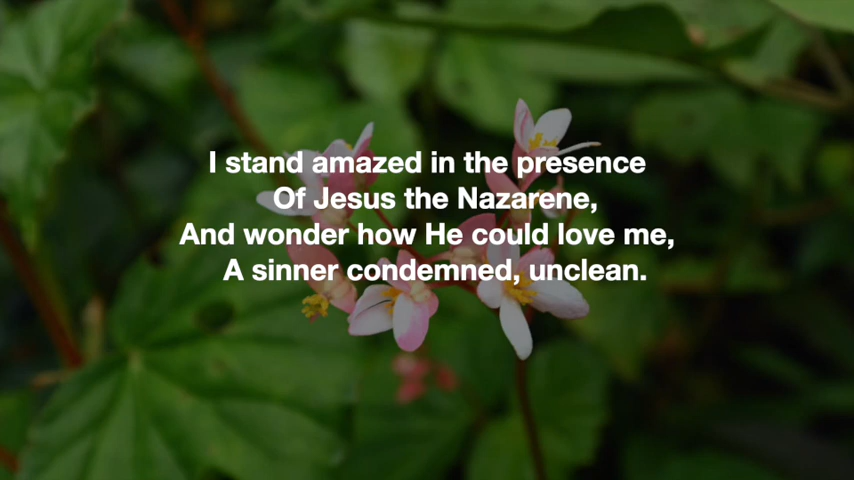 I stand amazed in the presence
Of Jesus the Nazarene,
And wonder how He could love me,
A sinner condemned, unclean.